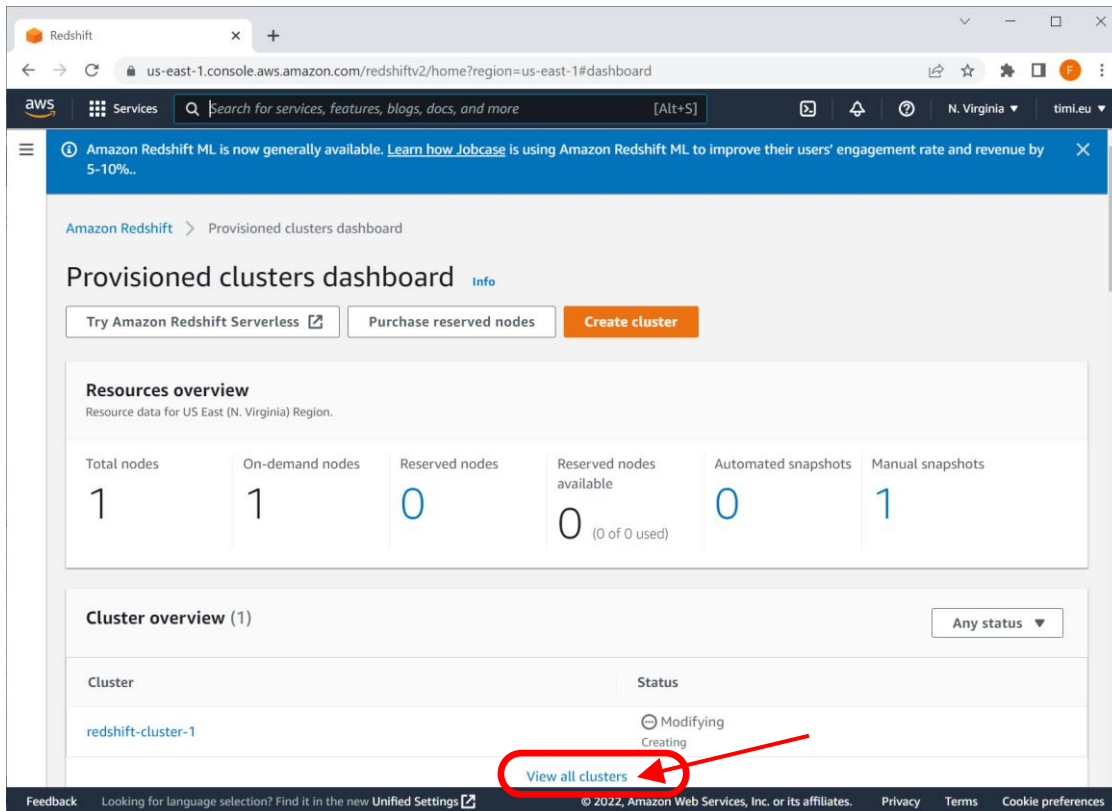 Redshift
us-east-1.console.aws.amazon.com/redshiftv2/home?region=us-east-1#dashboard
F
aws
Services
Search for services, features, blogs, docs, and more
[Alt+S]
N. Virginia
timi.eu
Amazon Redshift ML is now generally available. Learn how Jobcase is using Amazon Redshift ML to improve their users' engagement rate and revenue by
5-10%..
Amazon Redshift > Provisioned clusters dashboard
Provisioned clusters dashboard Info
Try Amazon Redshift Serverless
Purchase reserved nodes
Create cluster
Resources overview
Resource data for US East (N. Virginia) Region.
Total nodes
1
On-demand nodes
1
Reserved nodes
0
Reserved nodes
available
0 (0 of 0 used)
Automated snapshots
0
Manual snapshots
1
Cluster overview (1)
Any status
Cluster
Status
redshift-cluster-1
Modifying
Creating
View all clusters
Feedback
Looking for language selection? Find it in the new Unified Settings
© 2022, Amazon Web Services, Inc. or its affiliates.
Privacy
Terms
Cookie preferences